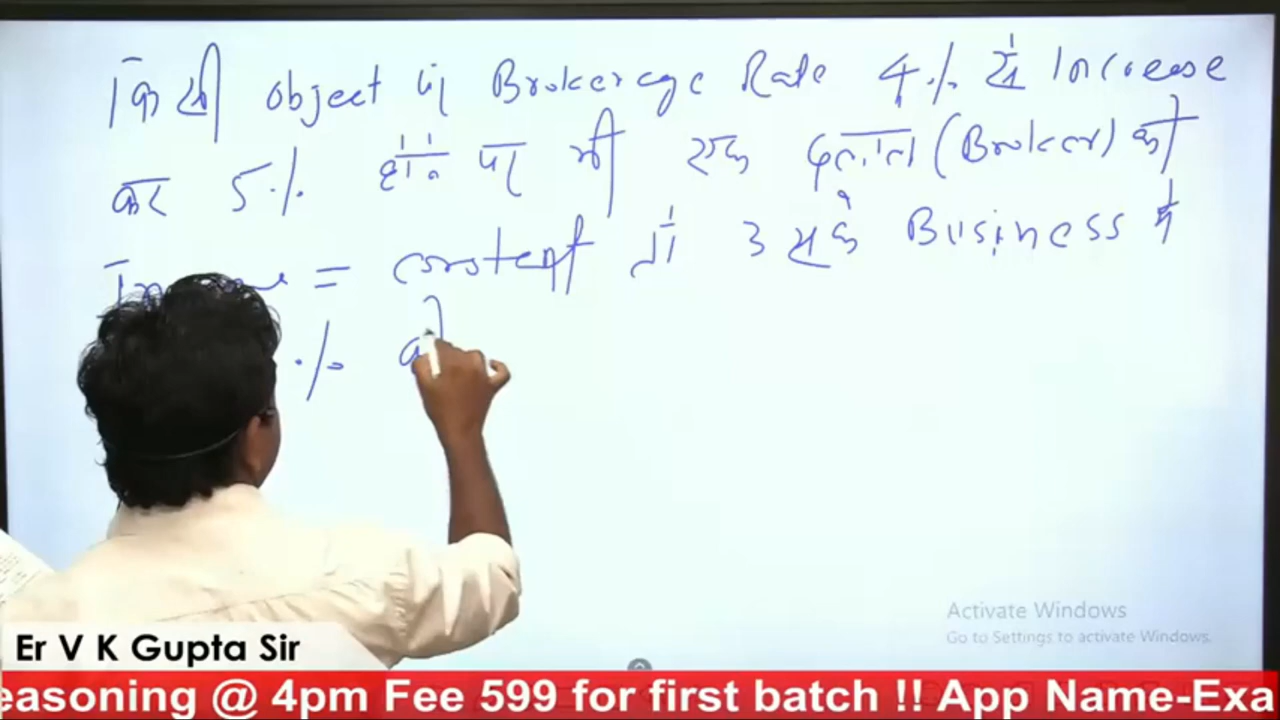 किसी object में Brokerage Rate 4% से Increase
कर 5% होने पर भी एक दलाल (Broker) की
= constant तो उसके Business में
% की
Activate Windows
Go to Settings to activate Windows.
Er V K Gupta Sir
easoning @ 4pm Fee 599 for first batch !! App Name-Exa